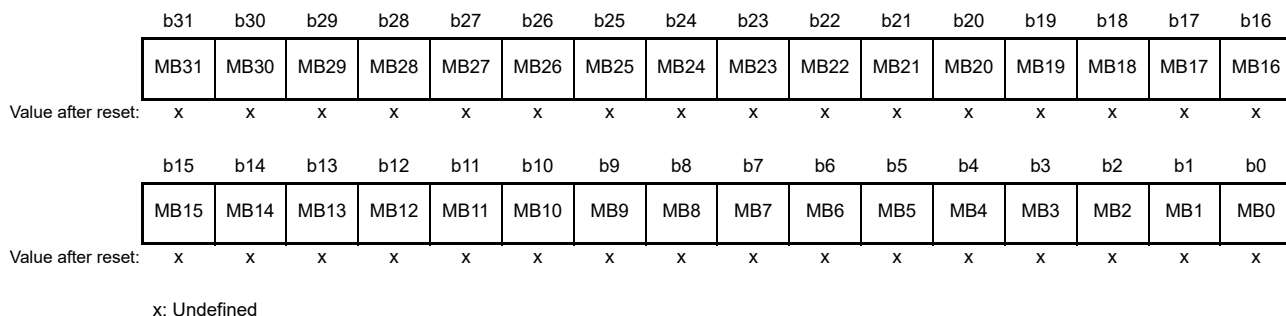 b31 b30 b29 b28 b27 b26 b25 b24 b23 b22 b21 b20 b19 b18 b17 b16
MB31 MB30 MB29 MB28 MB27 MB26 MB25 MB24 MB23 MB22 MB21 MB20 MB19 MB18 MB17 MB16
Value after reset: x x x x x x x x x x x x x x x x
b15 b14 b13 b12 b11 b10 b9 b8 b7 b6 b5 b4 b3 b2 b1 b0
MB15 MB14 MB13 MB12 MB11 MB10 MB9 MB8 MB7 MB6 MB5 MB4 MB3 MB2 MB1 MB0
Value after reset: x x x x x x x x x x x x x x x x
x: Undefined